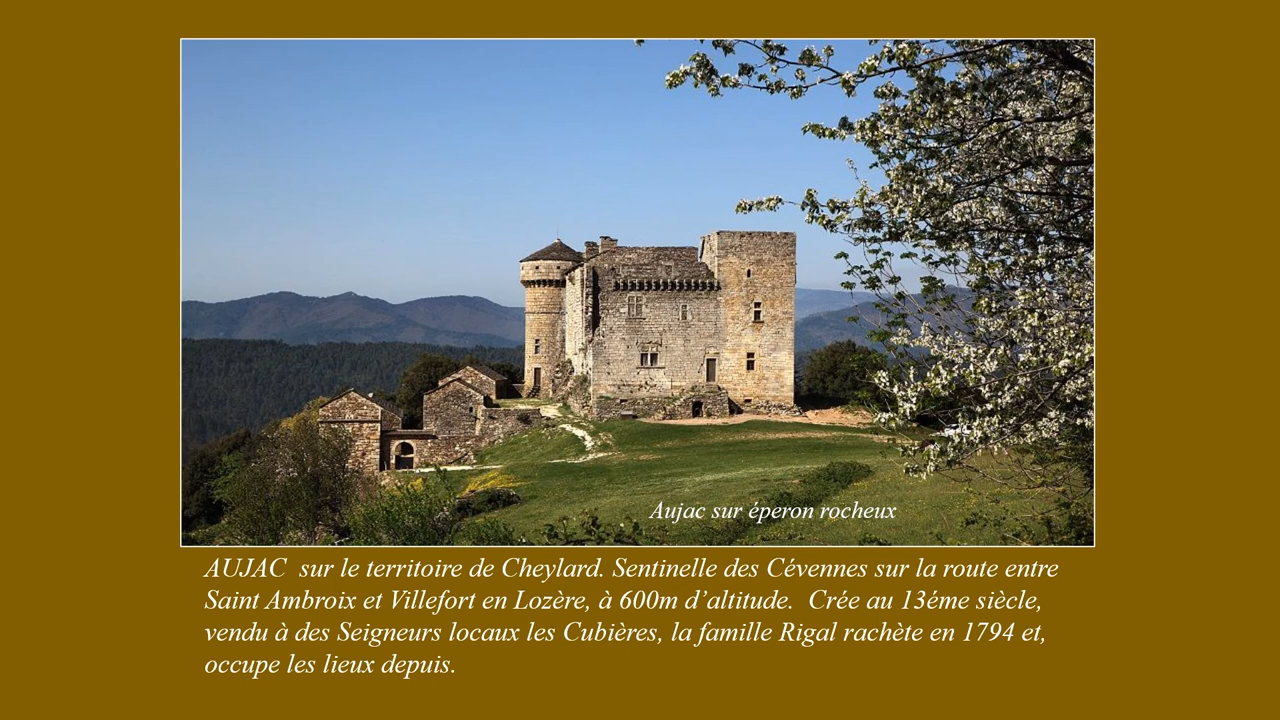 Aujac sur éperon rocheux
AUJAC  sur le territoire de Cheylard. Sentinelle des Cévennes sur la route entre
Saint Ambroix et Villefort en Lozère, à 600m d’altitude.  Crée au 13éme siècle,
vendu à des Seigneurs locaux les Cubières, la famille Rigal rachète en 1794 et,
occupe les lieux depuis.